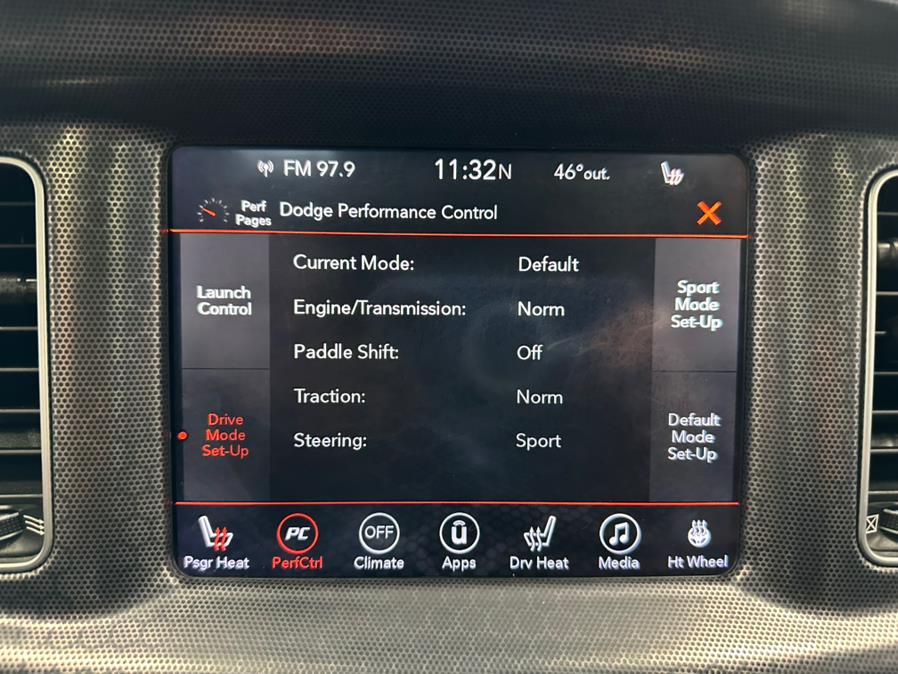 FM 97.9 11:32N 46°out.
Perf Pages Dodge Performance Control
Launch Control
Current Mode: Default
Engine/Transmission: Norm
Paddle Shift: Off
Traction: Norm
Steering: Sport
Sport Mode Set-Up
Drive Mode Set-Up
Default Mode Set-Up
PC OFF
Psgr Heat PerfCtrl Climate Apps Drv Heat Media Ht Wheel